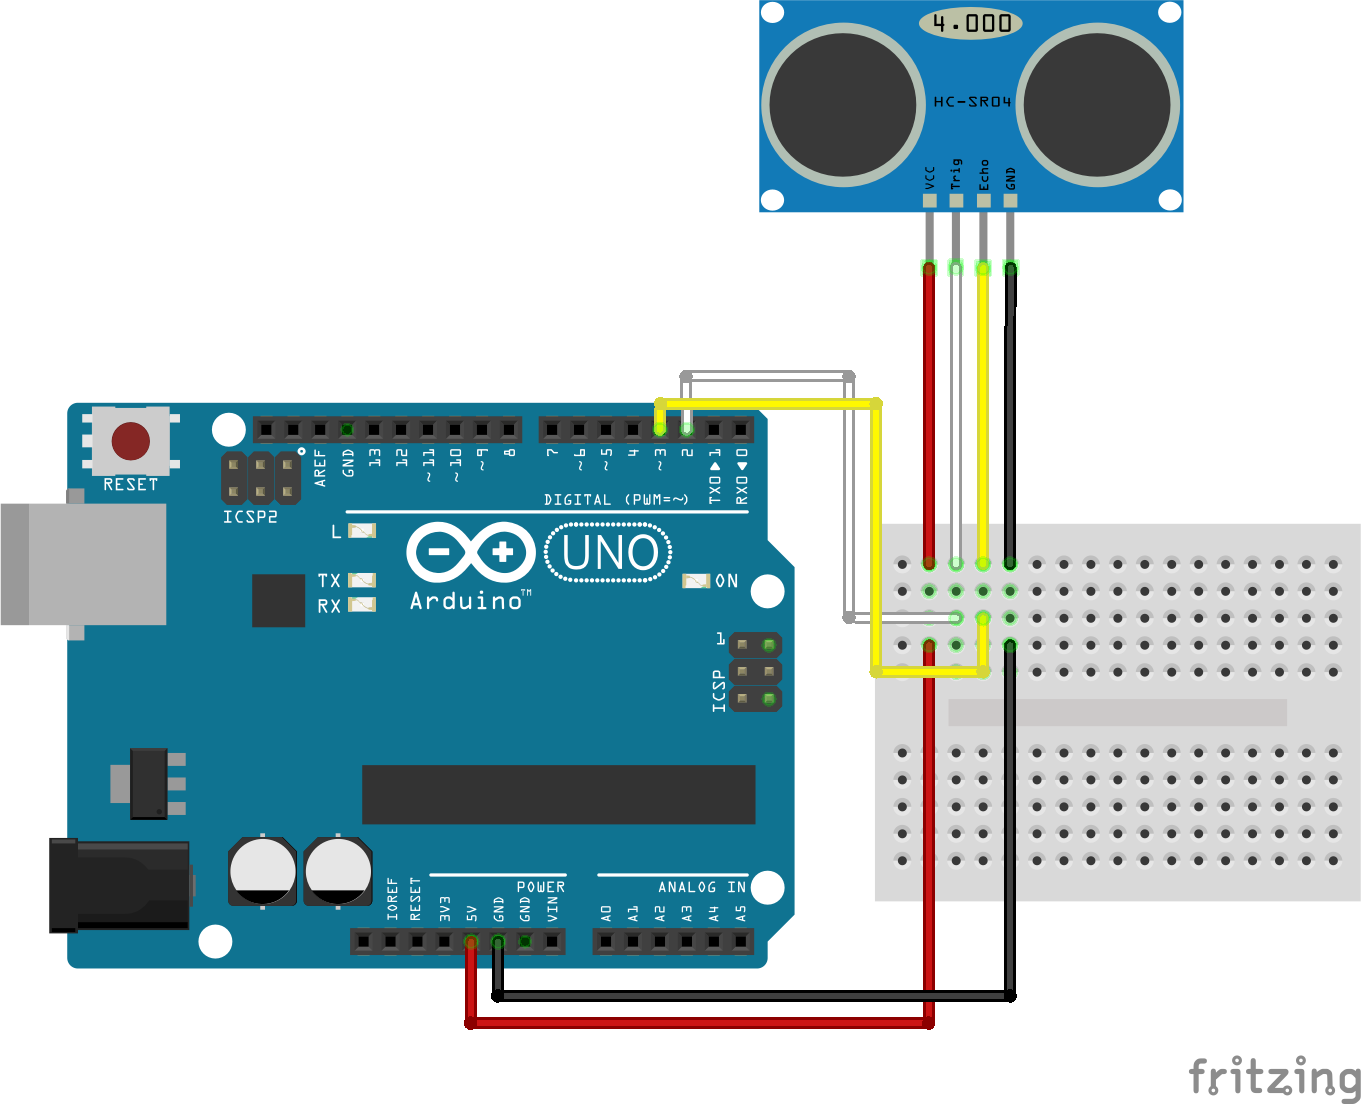 4.000
HC-SR04
VCC
Trig
Echo
GND
RESET
ICSP2
AREF
GND
13
12
~11
~10
~9
8
7
~6
~5
4
~3
2
TX0▶1
RX0◀0
DIGITAL (PWM=~)
L
TX
RX
UNO
Arduino™
ON
1
ICSP
IOREF
RESET
3V3
5V
GND
GND
VIN
POWER
ANALOG IN
A0
A1
A2
A3
A4
A5
fritzing